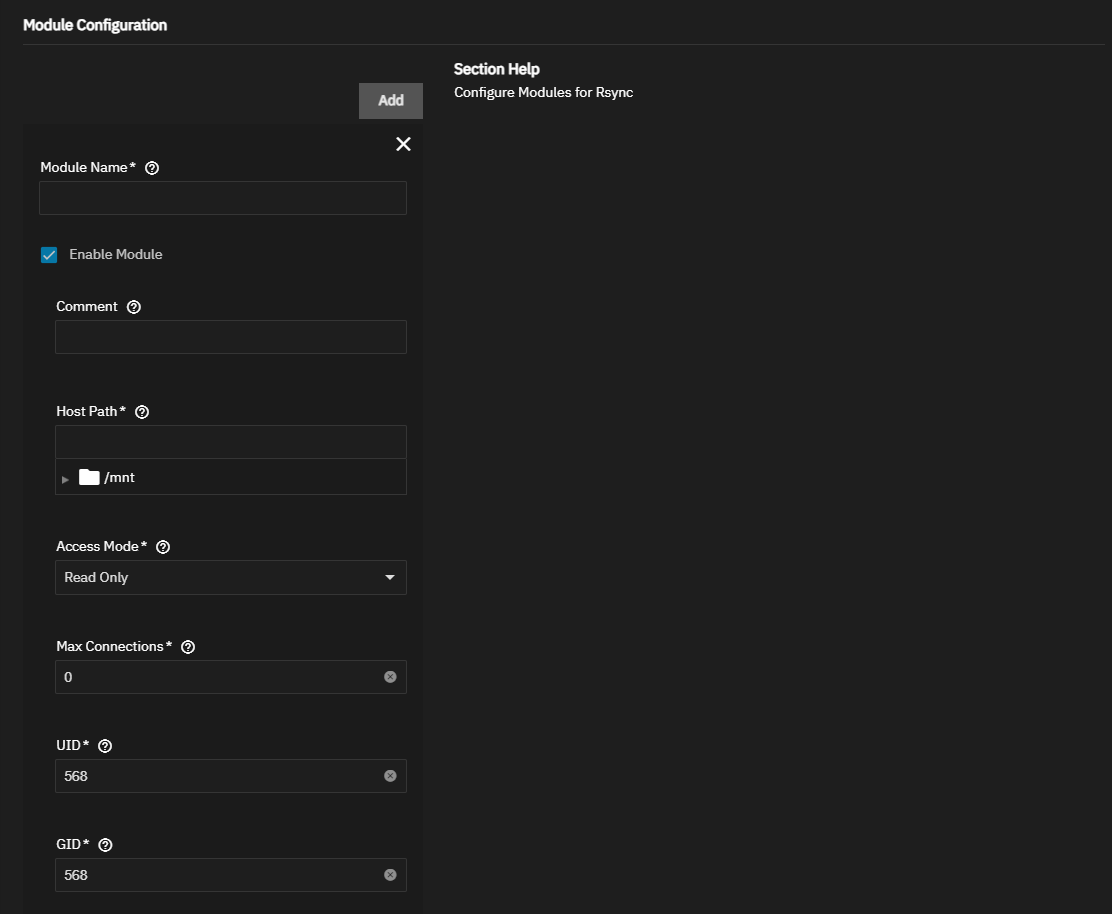 Module Configuration
Section Help
Configure Modules for Rsync
Add
Module Name*
Enable Module
Comment
Host Path*
/mnt
Access Mode*
Read Only
Max Connections*
0
UID*
568
GID*
568